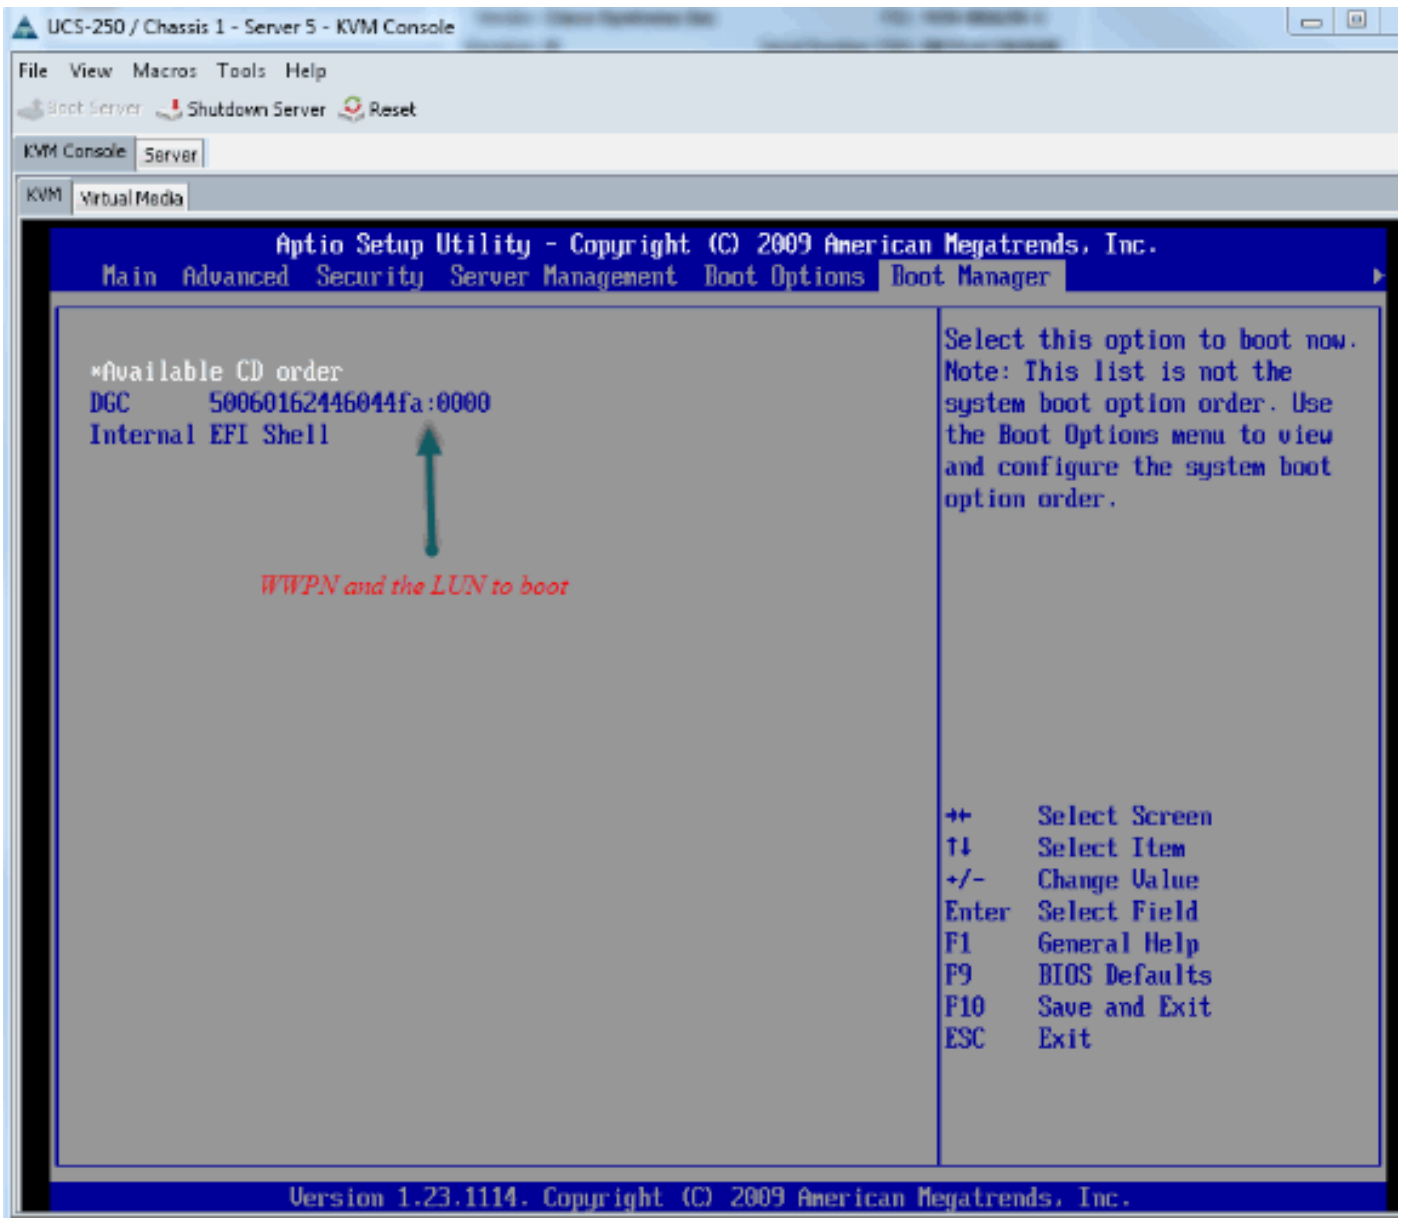 UCS-250 / Chassis 1 - Server 5 - KVM Console
File View Macros Tools Help
Boot Server Shutdown Server Reset
KVM Console Server
KVM Virtual Media
Aptio Setup Utility - Copyright (C) 2009 American Megatrends, Inc.
Main Advanced Security Server Management Boot Options Boot Manager
*Available CD order
DGC 50060162446044fa:0000
Internal EFI Shell
WWPN and the LUN to boot
Select this option to boot now.
Note: This list is not the
system boot option order. Use
the Boot Options menu to view
and configure the system boot
option order.
→← Select Screen
↑↓ Select Item
+/- Change Value
Enter Select Field
F1 General Help
F9 BIOS Defaults
F10 Save and Exit
ESC Exit
Version 1.23.1114. Copyright (C) 2009 American Megatrends, Inc.